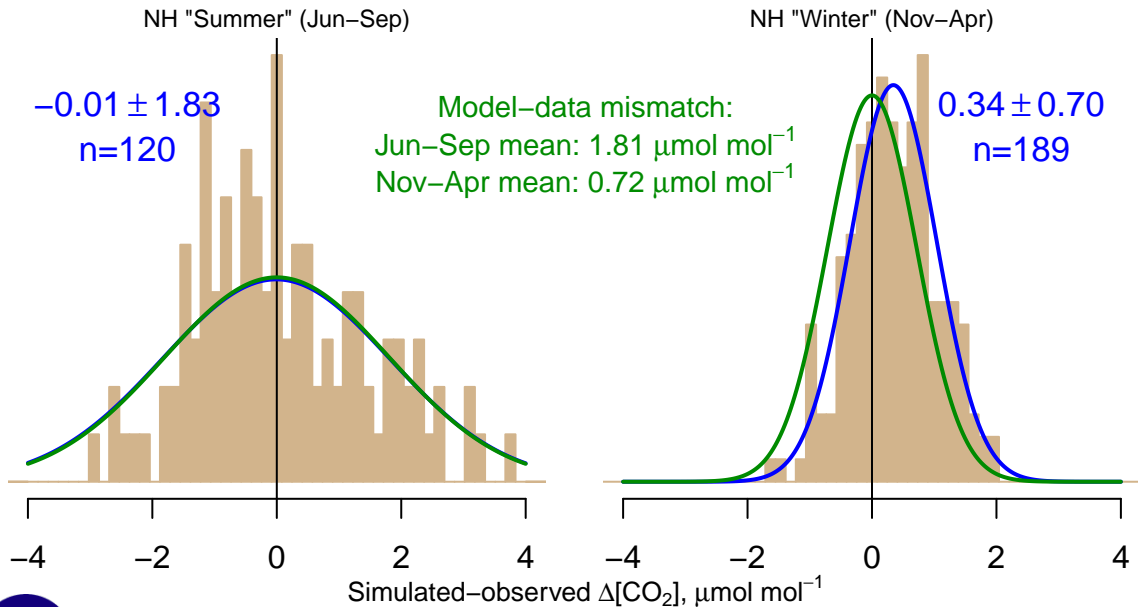 NH "Summer" (Jun−Sep)
NH "Winter" (Nov−Apr)
−0.01 ± 1.83
n=120
Model−data mismatch:
Jun−Sep mean: 1.81 μmol mol⁻¹
Nov−Apr mean: 0.72 μmol mol⁻¹
0.34 ± 0.70
n=189
−4 −2 0 2 4
−4 −2 0 2 4
Simulated−observed Δ[CO₂], μmol mol⁻¹